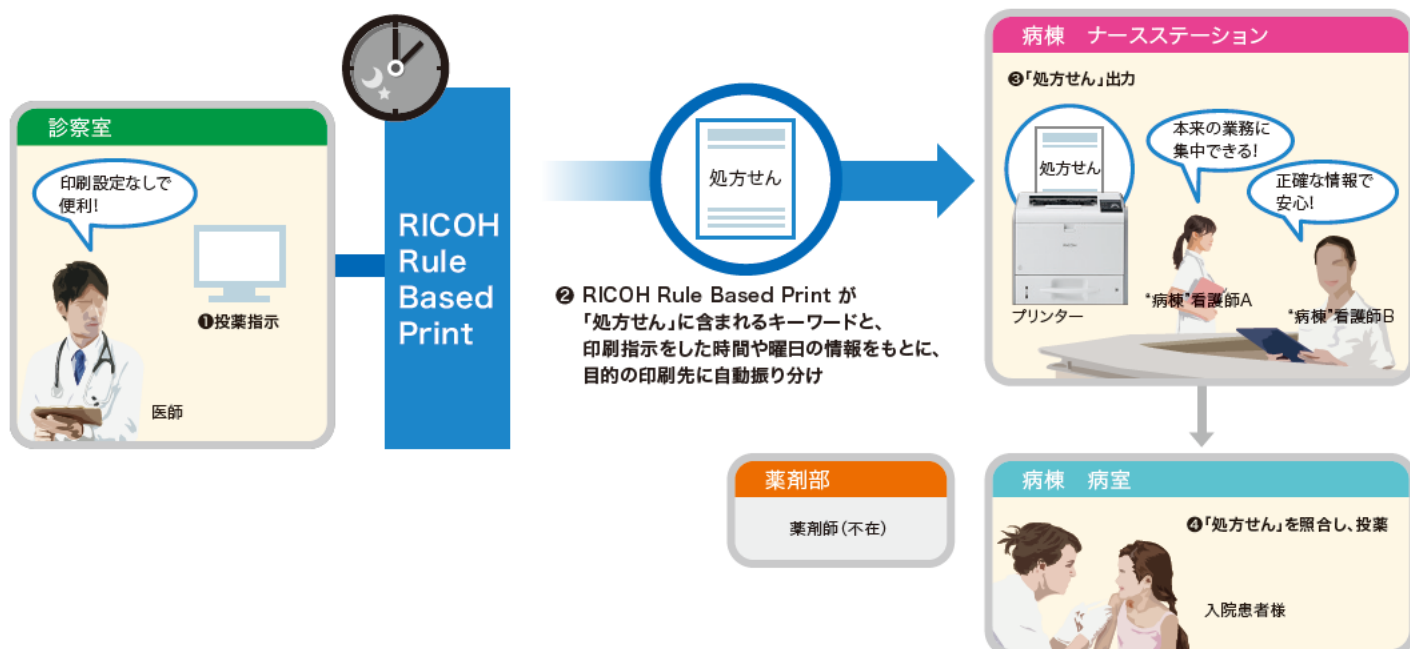 診察室
印刷設定なしで
便利!
❶投薬指示
医師
RICOH
Rule
Based
Print
処方せん
❷ RICOH Rule Based Print が
「処方せん」に含まれるキーワードと、
印刷指示をした時間や曜日の情報をもとに、
目的の印刷先に自動振り分け
病棟 ナースステーション
❸「処方せん」出力
処方せん
プリンター
本来の業務に
集中できる!
正確な情報で
安心!
“病棟”看護師A
“病棟”看護師B
薬剤部
薬剤師(不在)
病棟 病室
❹「処方せん」を照合し、投薬
入院患者様